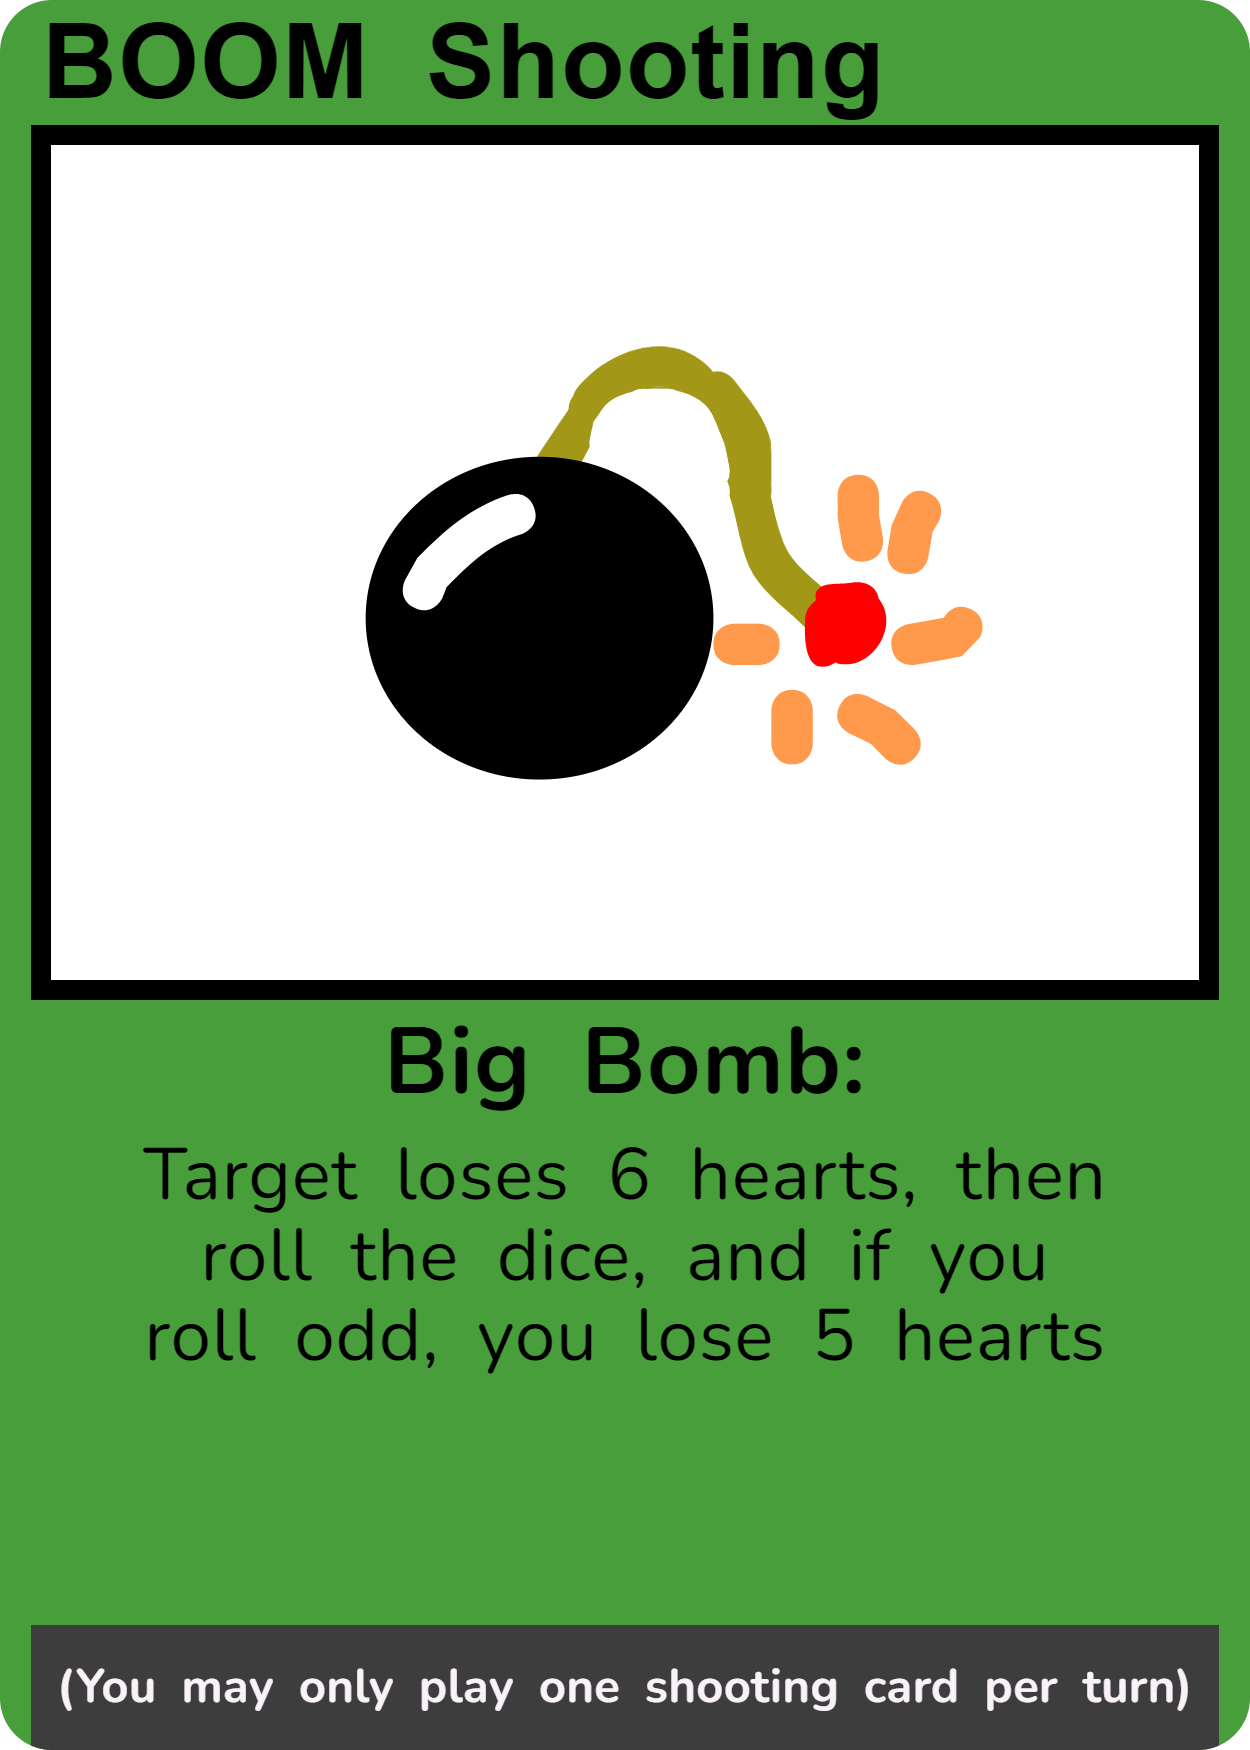 BOOM Shooting
Big Bomb:
Target loses 6 hearts, then
roll the dice, and if you
roll odd, you lose 5 hearts
(You may only play one shooting card per turn)